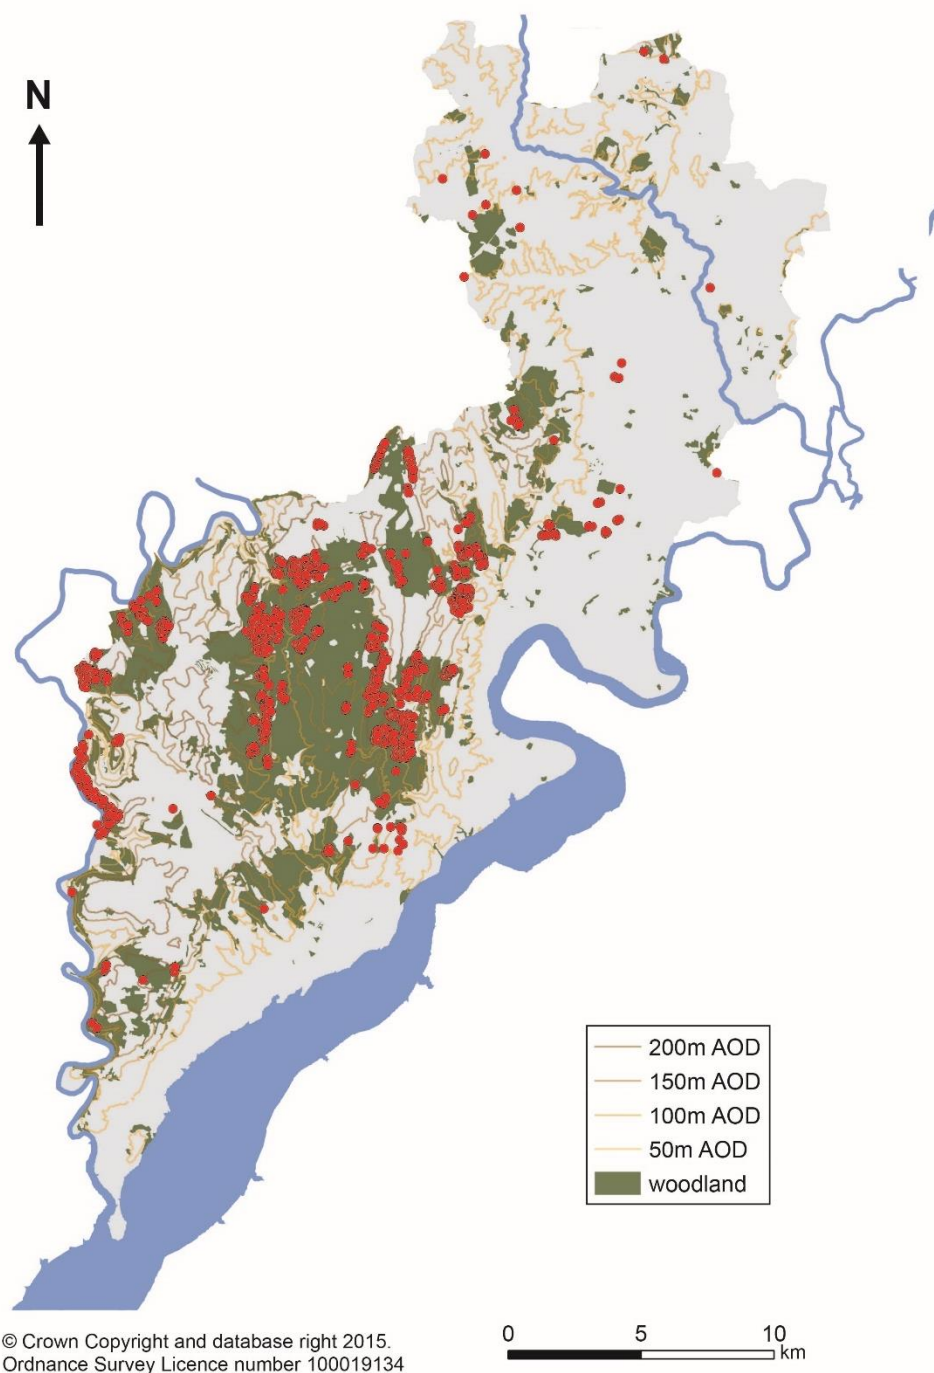 N
200m AOD
150m AOD
100m AOD
50m AOD
woodland
© Crown Copyright and database right 2015.
Ordnance Survey Licence number 100019134
0 5 10
km